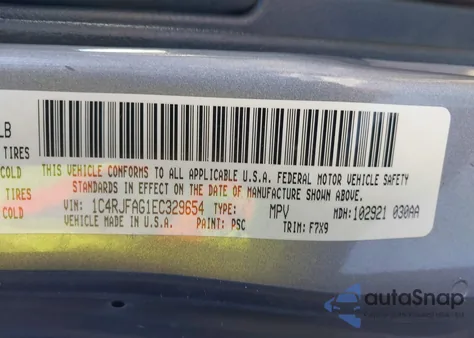 LB
TIRES
COLD
TIRES
COLD
THIS VEHICLE CONFORMS TO ALL APPLICABLE U.S.A. FEDERAL MOTOR VEHICLE SAFETY
STANDARDS IN EFFECT ON THE DATE OF MANUFACTURE SHOWN ABOVE.
VIN: 1C4RJFAG1EC329654 TYPE: MPV MDH: 102921 030AA
VEHICLE MADE IN U.S.A. PAINT: PSC TRIM: F7X9
autoSnap